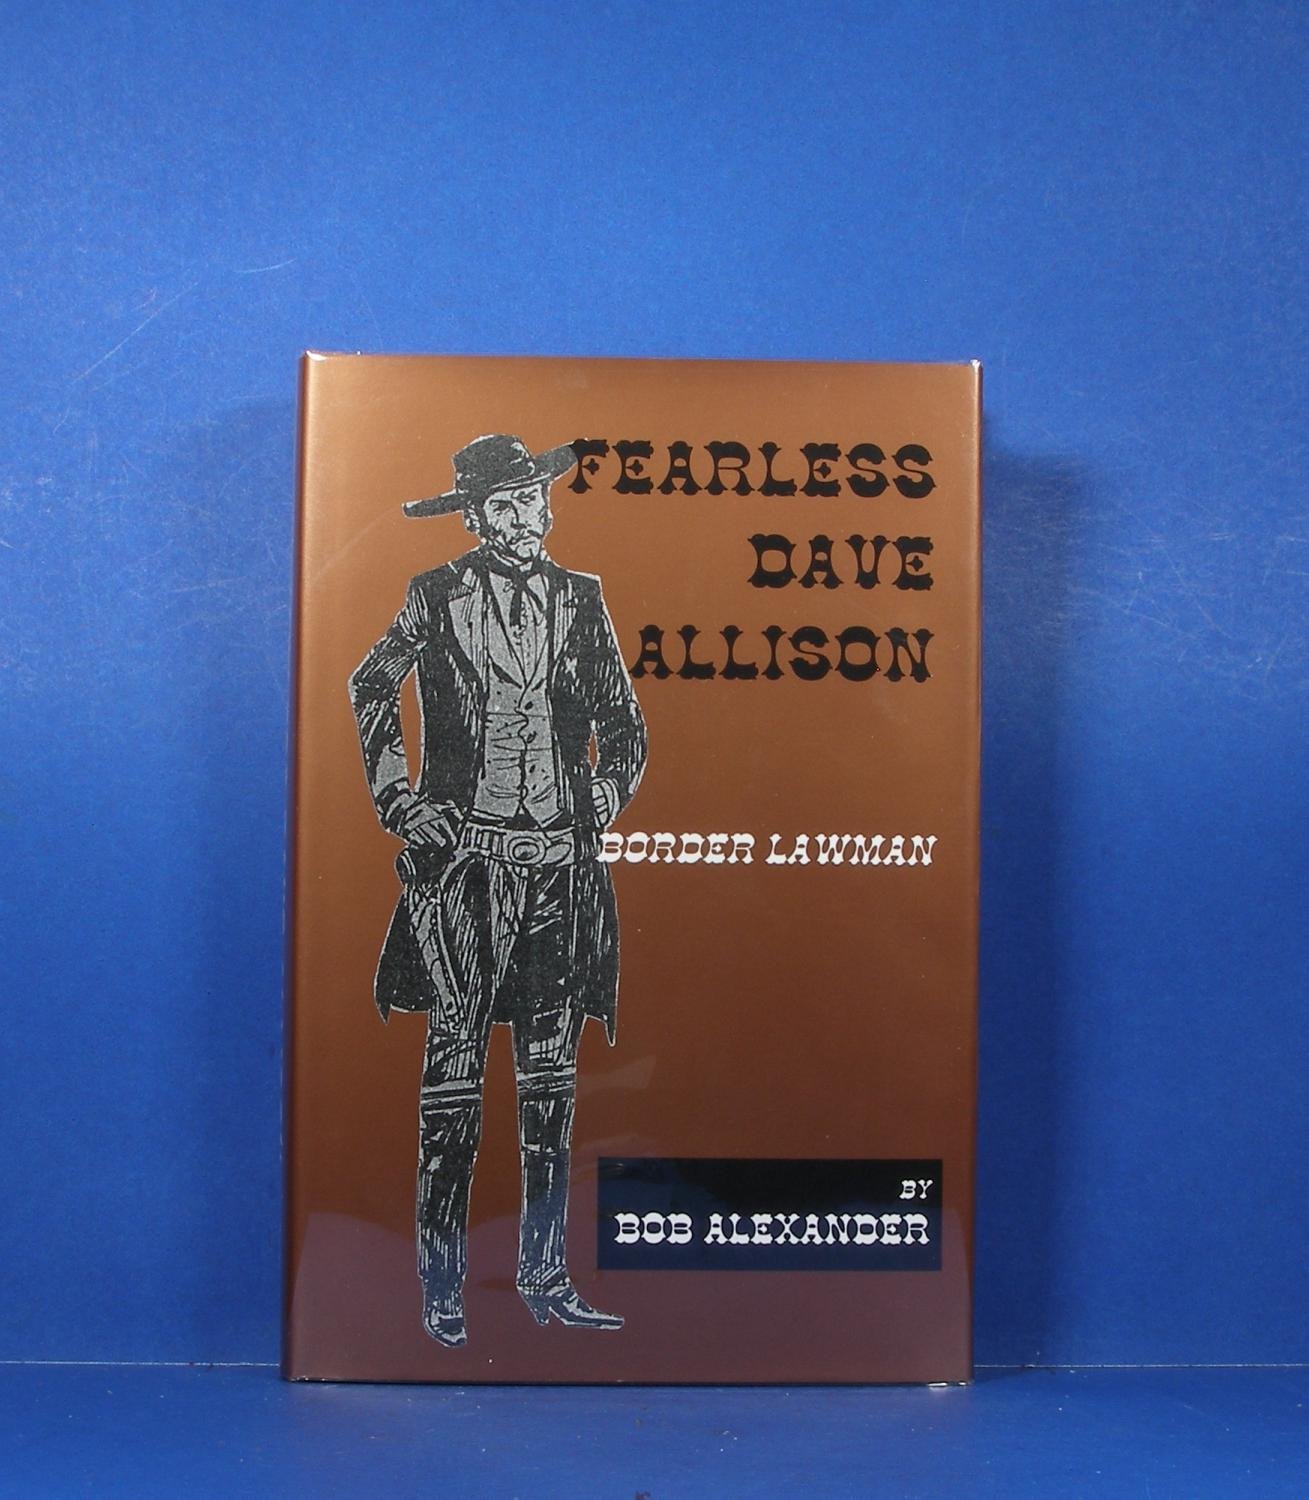 FEARLESS
DAVE
ALLISON
BORDER LAWMAN
BY
BOB ALEXANDER